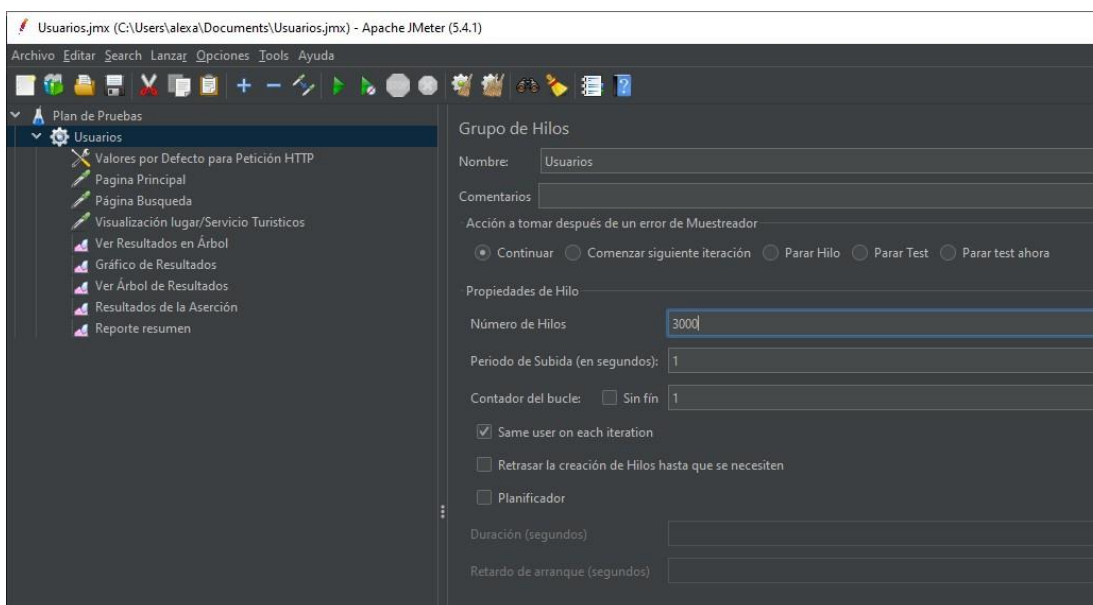 Usuarios.jmx (C:\Users\alexa\Documents\Usuarios.jmx) - Apache JMeter (5.4.1)
Archivo Editar Search Lanzar Opciones Tools Ayuda
Plan de Pruebas
Usuarios
Valores por Defecto para Petición HTTP
Pagina Principal
Página Busqueda
Visualización lugar/Servicio Turisticos
Ver Resultados en Árbol
Gráfico de Resultados
Ver Árbol de Resultados
Resultados de la Aserción
Reporte resumen
Grupo de Hilos
Nombre: Usuarios
Comentarios
Acción a tomar después de un error de Muestreador
Continuar Comenzar siguiente iteración Parar Hilo Parar Test Parar test ahora
Propiedades de Hilo
Número de Hilos 3000
Periodo de Subida (en segundos): 1
Contador del bucle: Sin fín 1
Same user on each iteration
Retrasar la creación de Hilos hasta que se necesiten
Planificador
Duración (segundos)
Retardo de arranque (segundos)